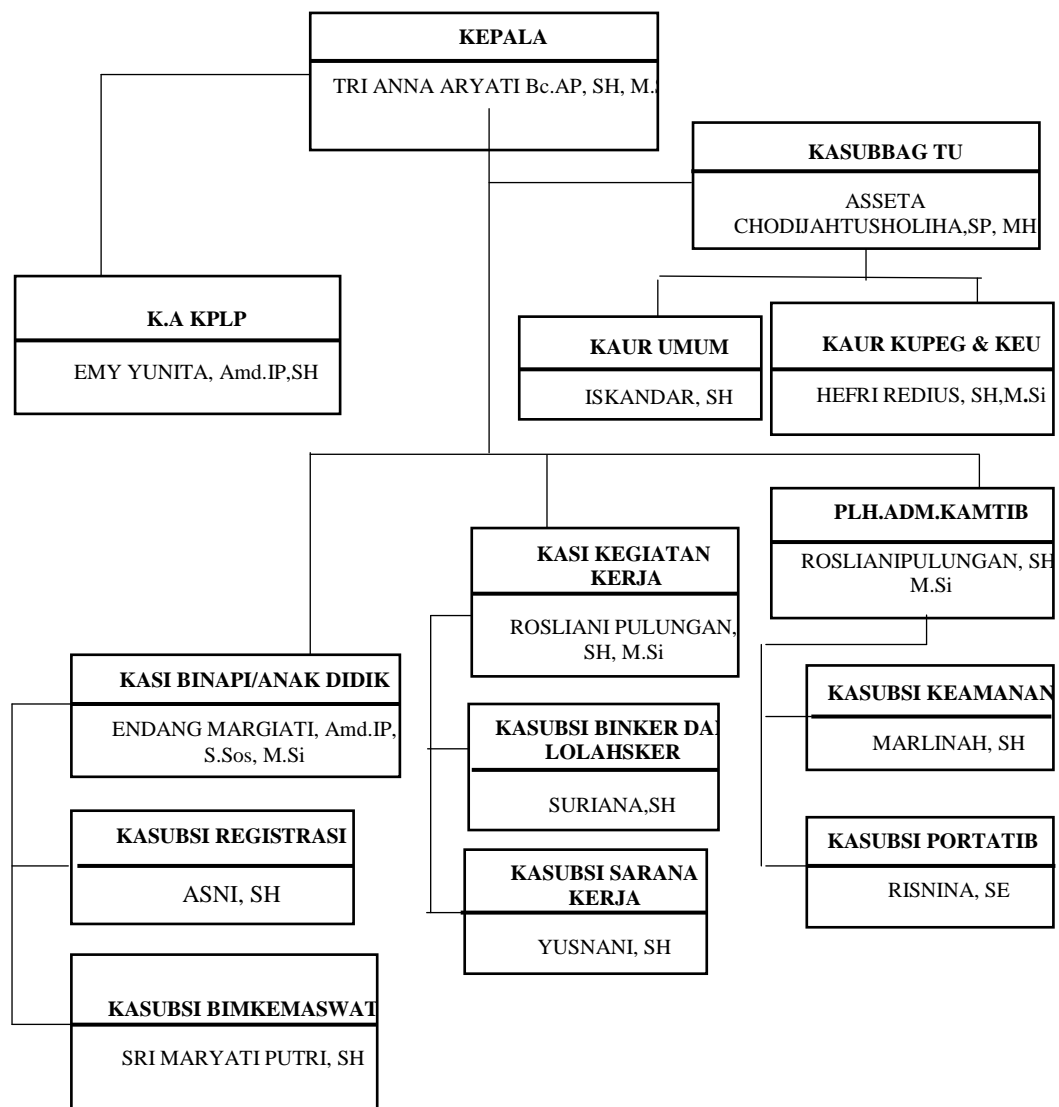 KEPALA
TRI ANNA ARYATI Bc.AP, SH, M.S
KASUBBAG TU
ASSETA
CHODIJAHTUSHOLIHA,SP, MH
K.A KPLP
EMY YUNITA, Amd.IP,SH
KAUR UMUM
ISKANDAR, SH
KAUR KUPEG & KEU
HEFRI REDIUS, SH,M.Si
KASI BINAPI/ANAK DIDIK
ENDANG MARGIATI, Amd.IP,
S.Sos, M.Si
KASUBSI REGISTRASI
ASNI, SH
KASUBSI BIMKEMASWAT
SRI MARYATI PUTRI, SH
KASI KEGIATAN
KERJA
ROSLIANI PULUNGAN,
SH, M.Si
KASUBSI BINKER DA
LOLAHSKER
SURIANA,SH
KASUBSI SARANA
KERJA
YUSNANI, SH
PLH.ADM.KAMTIB
ROSLIANIPULUNGAN, SH
M.Si
KASUBSI KEAMANAN
MARLINAH, SH
KASUBSI PORTATIB
RISNINA, SE